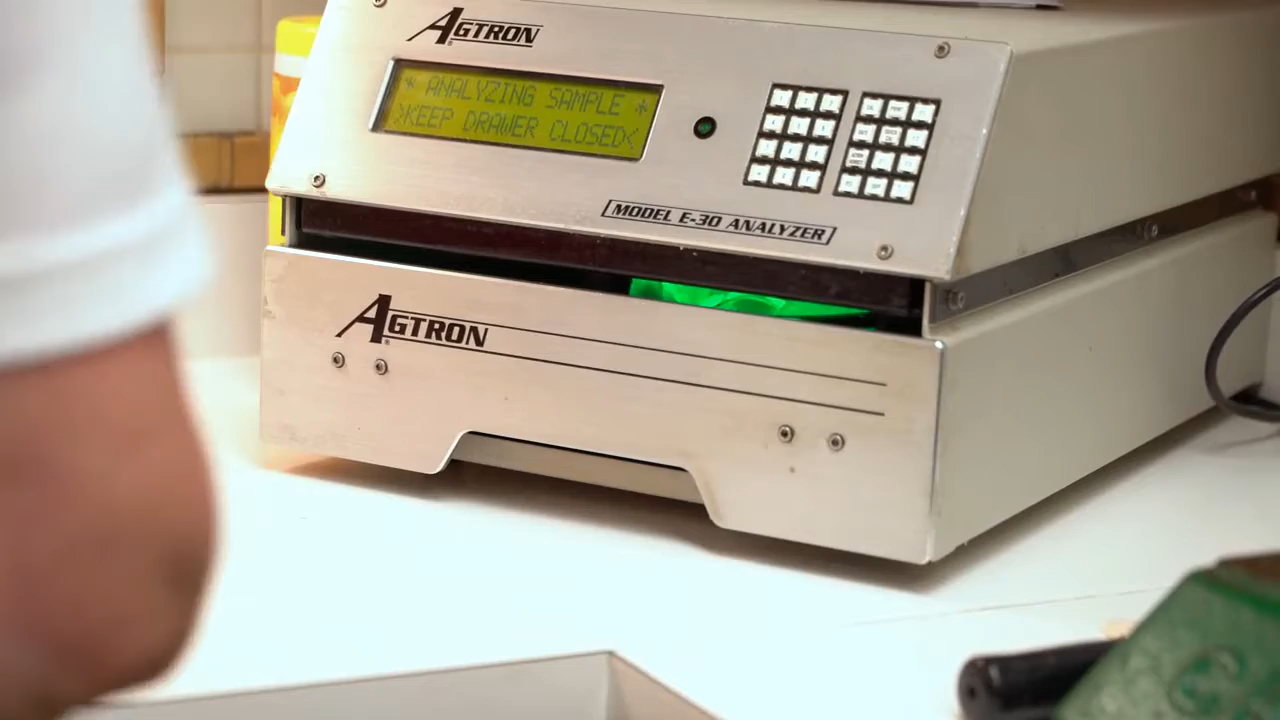 AGTRON®
* ANALYZING SAMPLE *
>KEEP DRAWER CLOSED<
MODEL E-30 ANALYZER
AGTRON®